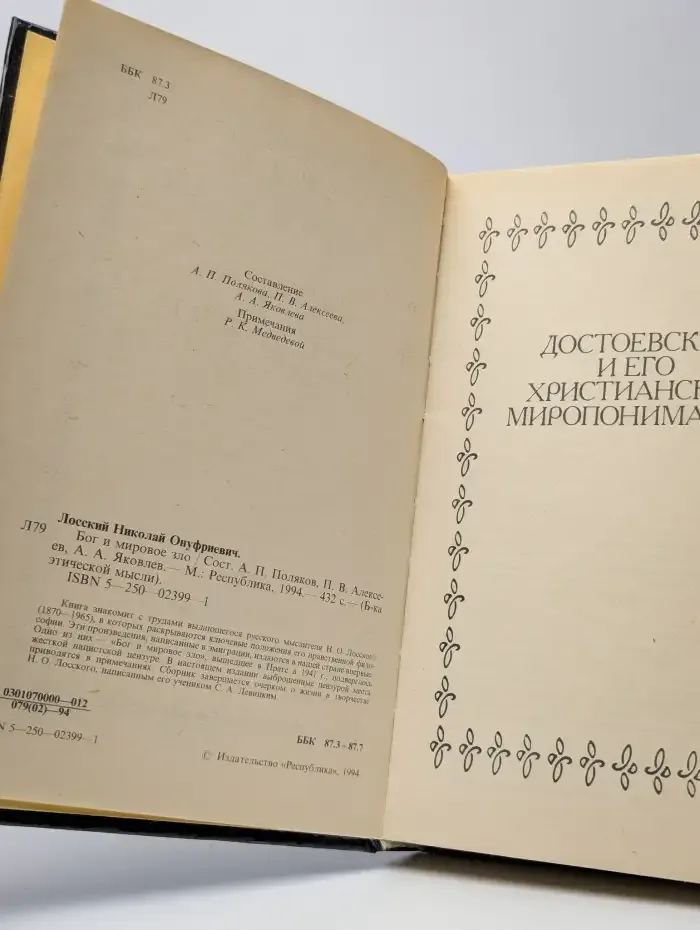 ББК 87.3
Л79
Составление
А. П. Полякова, П. В. Алексеева,
А. А. Яковлева
Примечания
Р. К. Медведевой
Лосский Николай Онуфриевич.
Л79 Бог и мировое зло / Сост. А. П. Поляков, П. В. Алексе-
ев, А. А. Яковлев.— М.: Республика, 1994.— 432 с.— (Б-ка
этической мысли).
ISBN 5—250—02399—1
Книга знакомит с трудами выдающегося русского мыслителя Н. О. Лосского
(1870—1965), в которых раскрываются ключевые положения его нравственной фило-
софии. Эти произведения, написанные в эмиграции, издаются в нашей стране впервые.
Одно из них — «Бог и мировое зло», вышедшее в Праге в 1941 г., подверглось
жесткой нацистской цензуре. В настоящем издании выброшенные цензурой места
приводятся в примечаниях. Сборник завершается очерком о жизни и творчестве
Н. О. Лосского, написанным его учеником С. А. Левицким.
0301070000—012
079(02)—94
N 5—250—02399—1
ББК 87.3+87.7
© Издательство «Республика», 1994
ДОСТОЕВСК
И ЕГО
ХРИСТИАНСК
МИРОПОНИМА